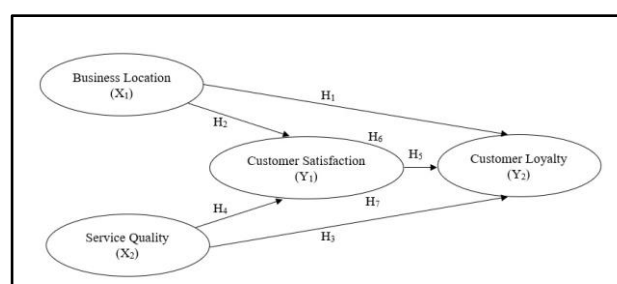 Business Location
(X₁)
H₁
H₂
H₆
H₅
Customer Satisfaction
(Y₁)
Customer Loyalty
(Y₂)
H₄
H₇
H₃
Service Quality
(X₂)